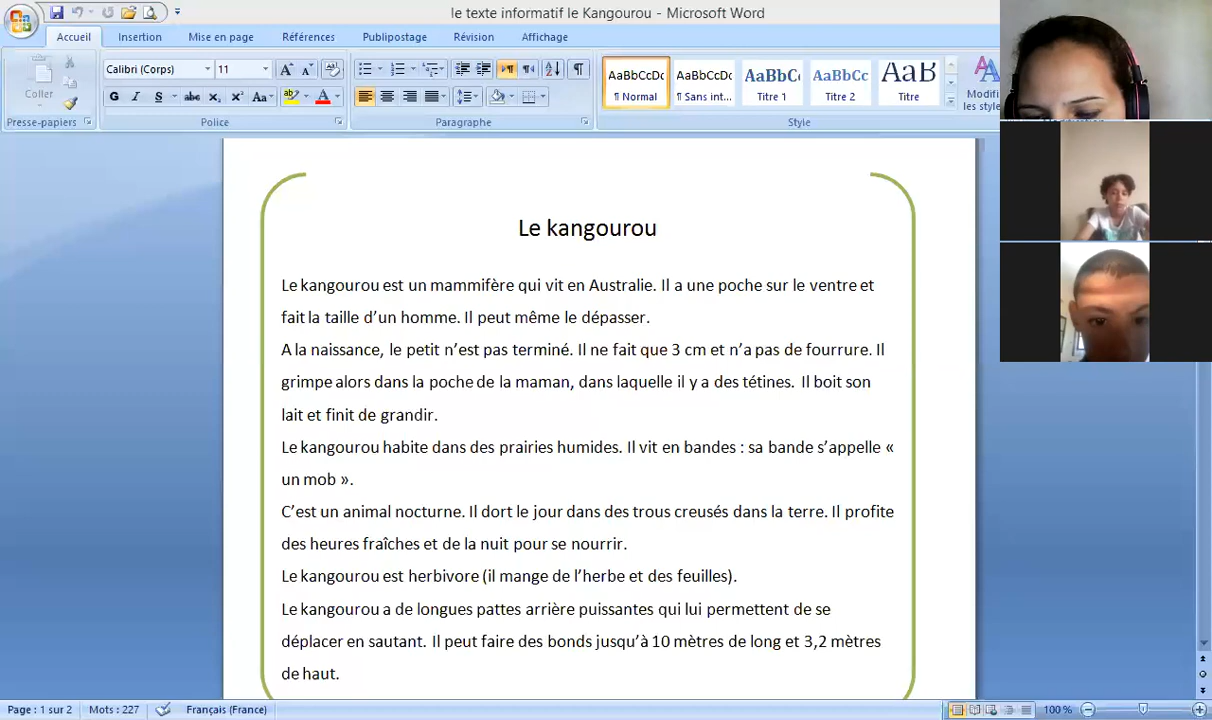 le texte informatif le Kangourou - Microsoft Word
Accueil Insertion Mise en page Références Publipostage Révision Affichage
Coller
Calibri (Corps) 11
G I S abc X₂ X² Aa
AaBbCcDc AaBbCcDc AaBbC AaBbCc AaB
¶ Normal ¶ Sans int... Titre 1 Titre 2 Titre
Modifi
les style
Presse-papiers Police Paragraphe Style
Le kangourou
Le kangourou est un mammifère qui vit en Australie. Il a une poche sur le ventre et
fait la taille d’un homme. Il peut même le dépasser.
A la naissance, le petit n’est pas terminé. Il ne fait que 3 cm et n’a pas de fourrure. Il
grimpe alors dans la poche de la maman, dans laquelle il y a des tétines. Il boit son
lait et finit de grandir.
Le kangourou habite dans des prairies humides. Il vit en bandes : sa bande s’appelle «
un mob ».
C’est un animal nocturne. Il dort le jour dans des trous creusés dans la terre. Il profite
des heures fraîches et de la nuit pour se nourrir.
Le kangourou est herbivore (il mange de l’herbe et des feuilles).
Le kangourou a de longues pattes arrière puissantes qui lui permettent de se
déplacer en sautant. Il peut faire des bonds jusqu’à 10 mètres de long et 3,2 mètres
de haut.
Page : 1 sur 2 Mots : 227 Français (France) 100 %